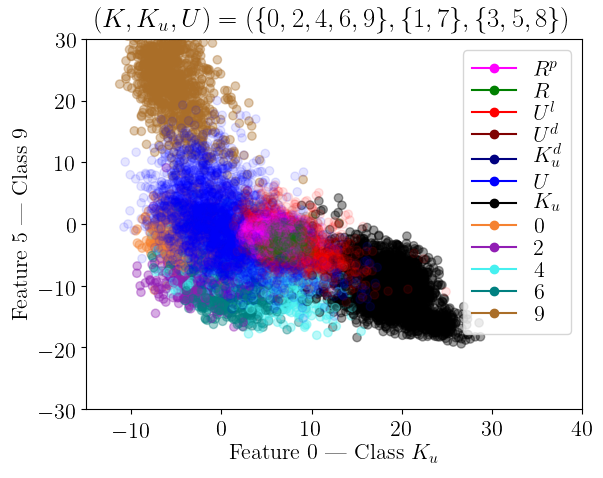 (K, K_u, U) = ({0, 2, 4, 6, 9}, {1, 7}, {3, 5, 8})
30
20
10
0
−10
−20
−30
Feature 5 — Class 9
R^p
R
U^l
U^d
K_u^d
U
K_u
0
2
4
6
9
−10
0
10
20
30
40
Feature 0 — Class K_u